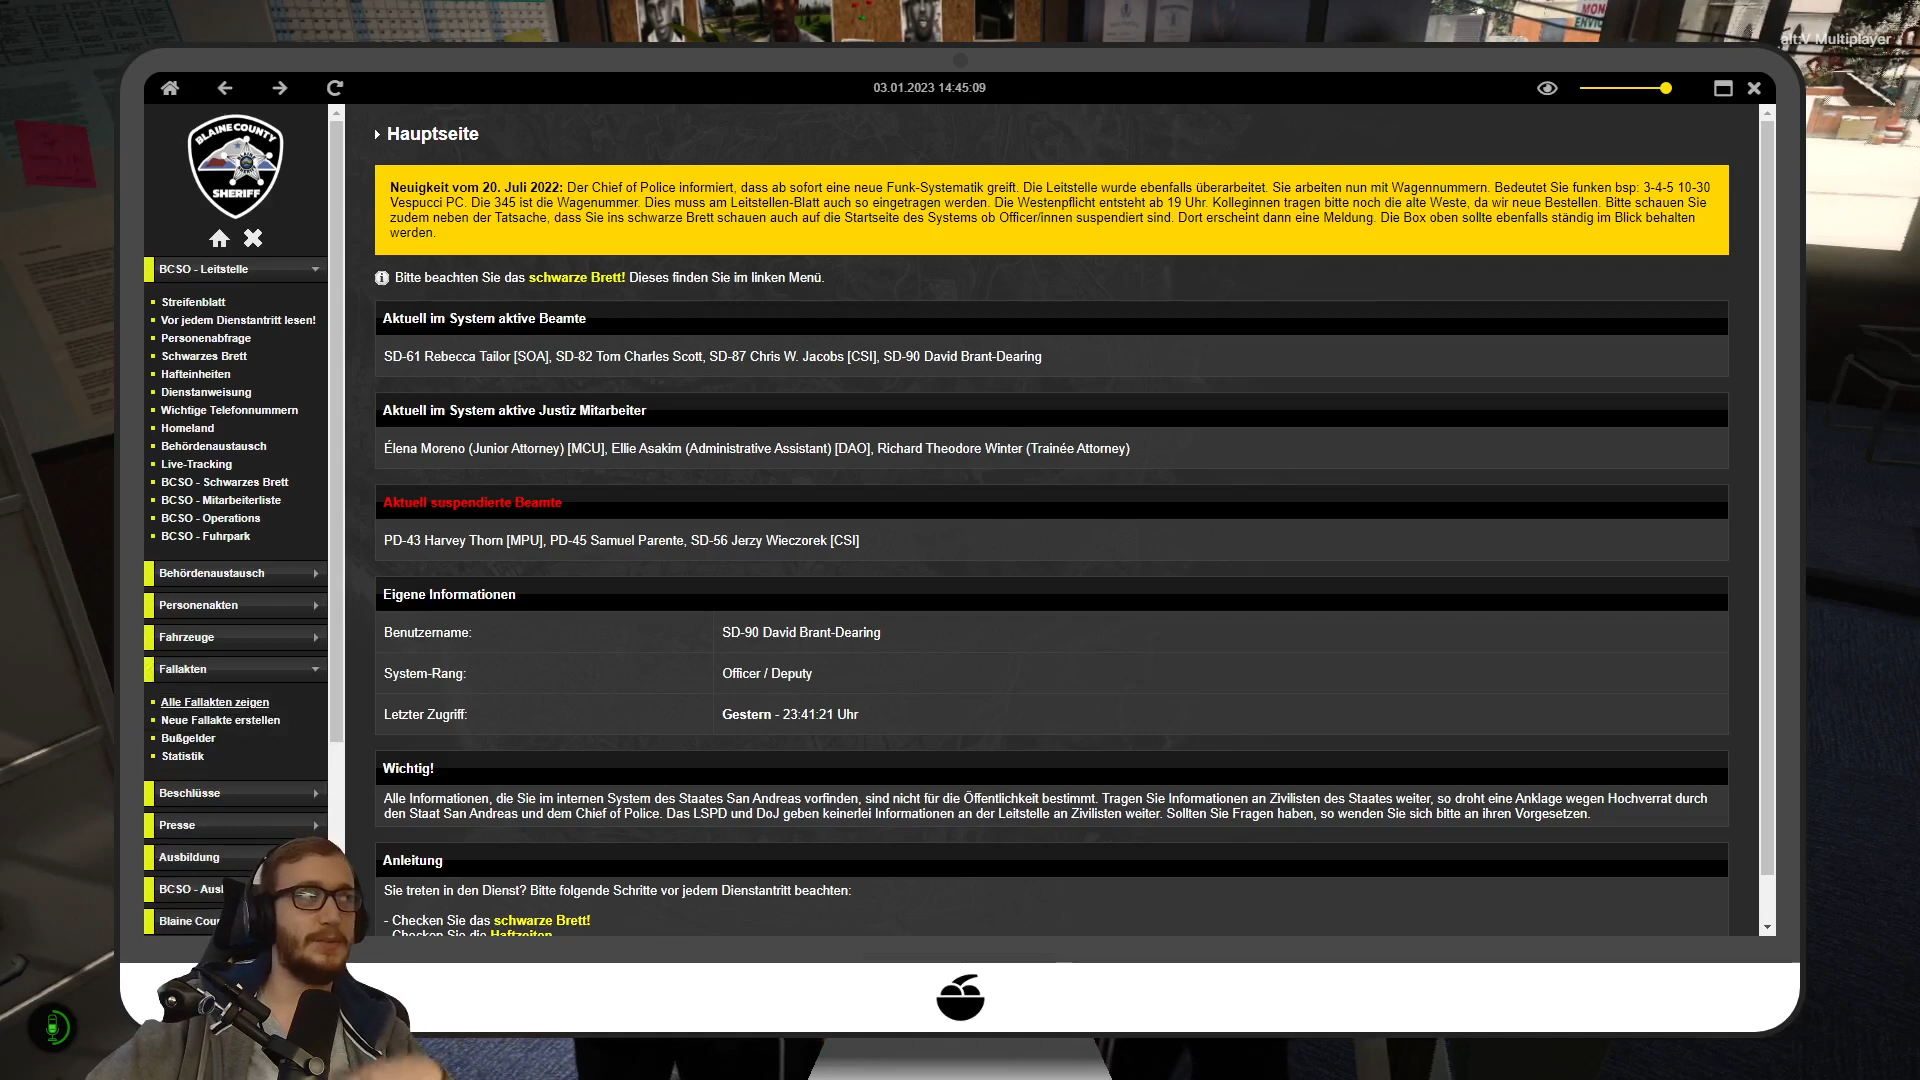 MON
alt:V Multiplayer
03.01.2023 14:45:09
BLAINE COUNTY
SHERIFF
BCSO - Leitstelle
Streifenblatt
Vor jedem Dienstantritt lesen!
Personenabfrage
Schwarzes Brett
Hafteinheiten
Dienstanweisung
Wichtige Telefonnummern
Homeland
Behördenaustausch
Live-Tracking
BCSO - Schwarzes Brett
BCSO - Mitarbeiterliste
BCSO - Operations
BCSO - Fuhrpark
Behördenaustausch
Personenakten
Fahrzeuge
Fallakten
Alle Fallakten zeigen
Neue Fallakte erstellen
Bußgelder
Statistik
Beschlüsse
Presse
Ausbildung
BCSO - Ausl
Blaine Cou
Hauptseite
Neuigkeit vom 20. Juli 2022: Der Chief of Police informiert, dass ab sofort eine neue Funk-Systematik greift. Die Leitstelle wurde ebenfalls überarbeitet. Sie arbeiten nun mit Wagennummern. Bedeutet Sie funken bsp: 3-4-5 10-30
Vespucci PC. Die 345 ist die Wagenummer. Dies muss am Leitstellen-Blatt auch so eingetragen werden. Die Westenpflicht entsteht ab 19 Uhr. Kolleginnen tragen bitte noch die alte Weste, da wir neue Bestellen. Bitte schauen Sie
zudem neben der Tatsache, dass Sie ins schwarze Brett schauen auch auf die Startseite des Systems ob Officer/innen suspendiert sind. Dort erscheint dann eine Meldung. Die Box oben sollte ebenfalls ständig im Blick behalten
werden.
Bitte beachten Sie das schwarze Brett! Dieses finden Sie im linken Menü.
Aktuell im System aktive Beamte
SD-61 Rebecca Tailor [SOA], SD-82 Tom Charles Scott, SD-87 Chris W. Jacobs [CSI], SD-90 David Brant-Dearing
Aktuell im System aktive Justiz Mitarbeiter
Élena Moreno (Junior Attorney) [MCU], Ellie Asakim (Administrative Assistant) [DAO], Richard Theodore Winter (Trainée Attorney)
Aktuell suspendierte Beamte
PD-43 Harvey Thorn [MPU], PD-45 Samuel Parente, SD-56 Jerzy Wieczorek [CSI]
Eigene Informationen
Benutzername: SD-90 David Brant-Dearing
System-Rang: Officer / Deputy
Letzter Zugriff: Gestern - 23:41:21 Uhr
Wichtig!
Alle Informationen, die Sie im internen System des Staates San Andreas vorfinden, sind nicht für die Öffentlichkeit bestimmt. Tragen Sie Informationen an Zivilisten des Staates weiter, so droht eine Anklage wegen Hochverrat durch
den Staat San Andreas und dem Chief of Police. Das LSPD und DoJ geben keinerlei Informationen an der Leitstelle an Zivilisten weiter. Sollten Sie Fragen haben, so wenden Sie sich bitte an ihren Vorgesetzen.
Anleitung
Sie treten in den Dienst? Bitte folgende Schritte vor jedem Dienstantritt beachten:
- Checken Sie das schwarze Brett!
- Checken Sie die Haftzeiten